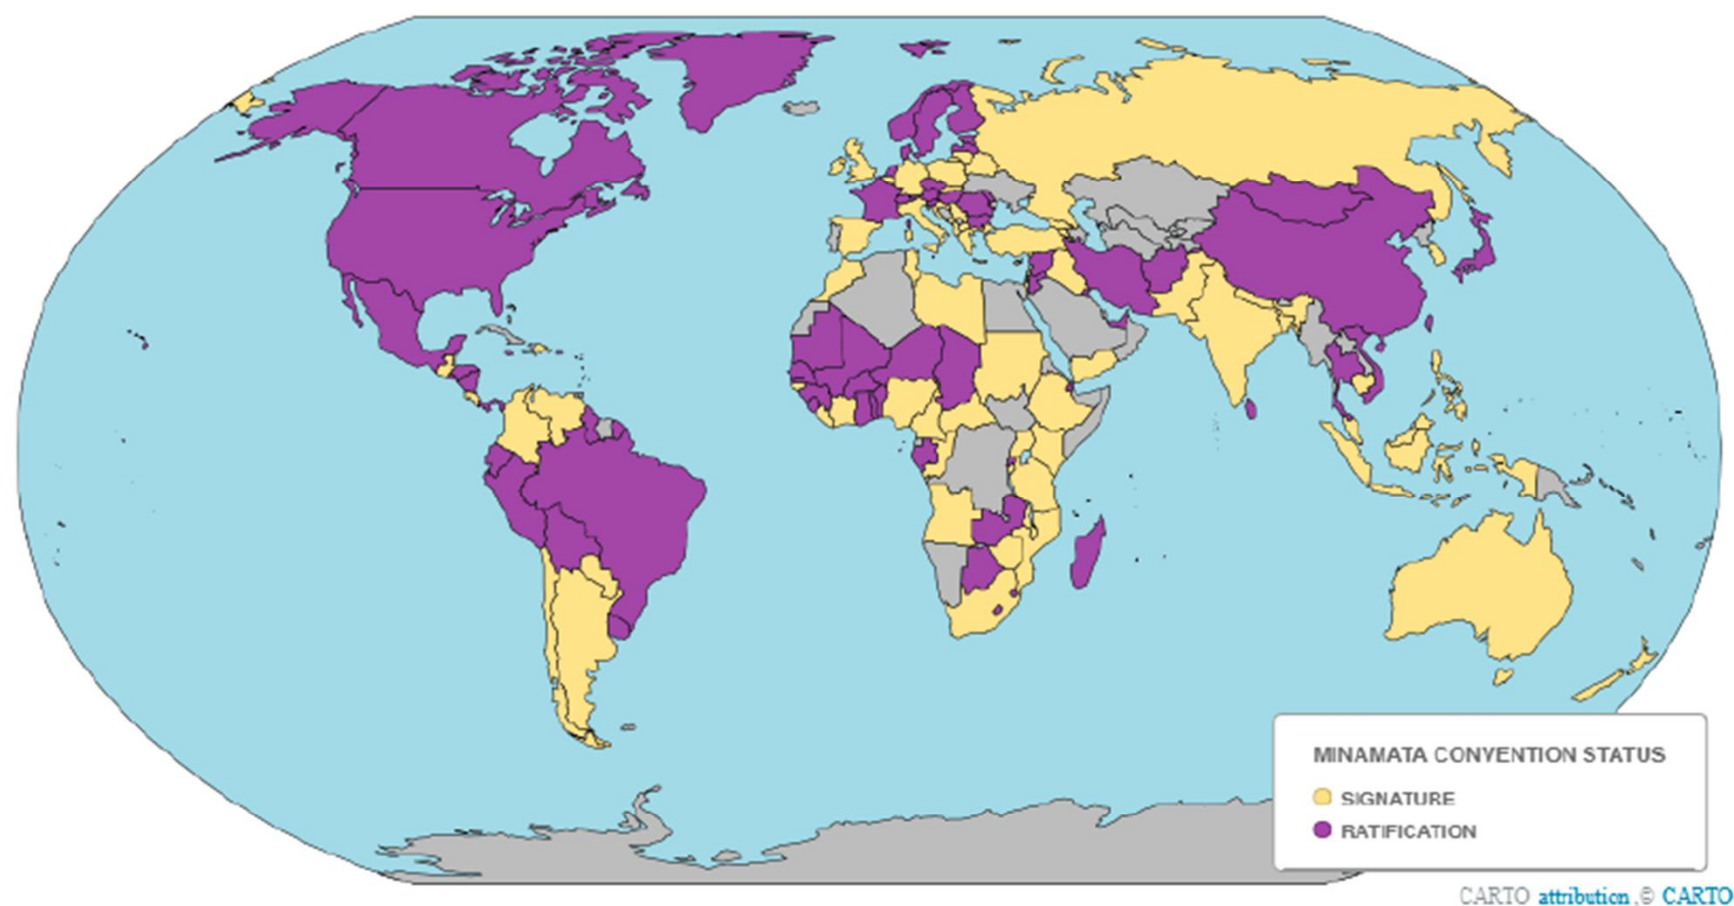 MINAMATA CONVENTION STATUS
SIGNATURE
RATIFICATION
CARTO attribution ,© CARTO